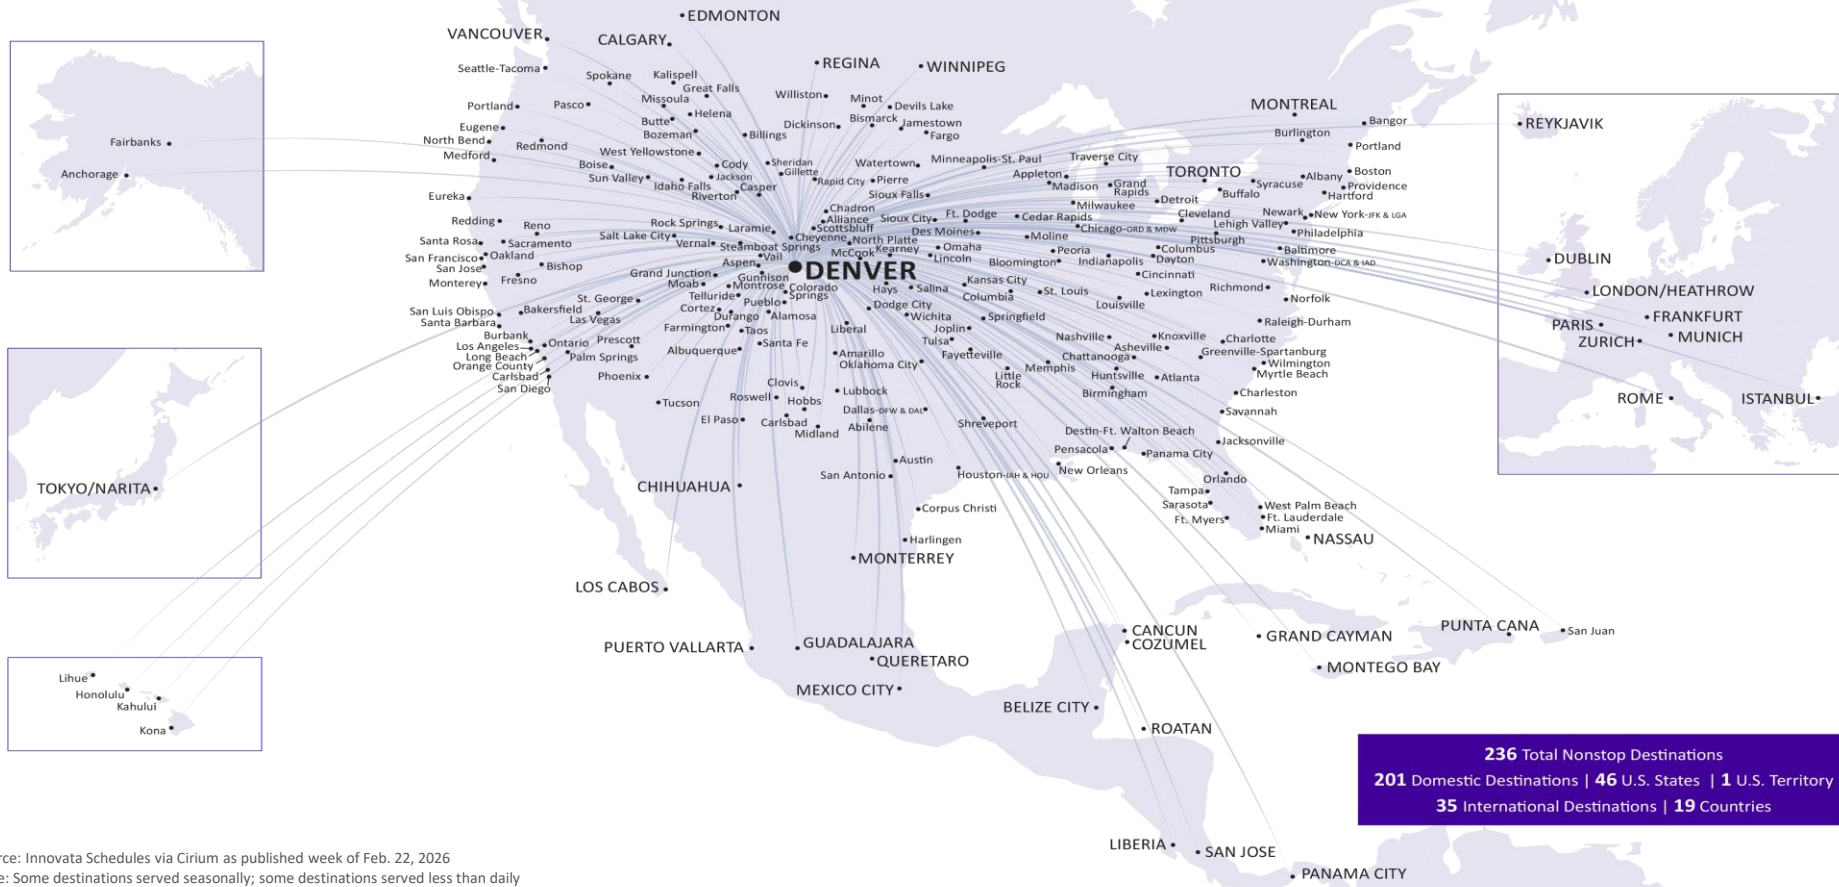 EDMONTON
VANCOUVER
CALGARY
REGINA
WINNIPEG
Seattle-Tacoma
Spokane
Kalispell
Great Falls
Williston
Minot
Devils Lake
MONTREAL
Portland
Pasco
Missoula
Helena
Bismarck
Jamestown
Bangor
REYKJAVIK
Eugene
Butte
Dickinson
Fargo
Burlington
North Bend
Redmond
Bozeman
Billings
Portland
Fairbanks
Medford
West Yellowstone
Boise
Cody
Sheridan
Gillette
Watertown
Minneapolis-St. Paul
Traverse City
TORONTO
Boston
Anchorage
Sun Valley
Idaho Falls
Jackson
Casper
Rapid City
Pierre
Appleton
Madison
Grand
Rapids
Syracuse
Albany
Providence
Buffalo
Hartford
Eureka
Riverton
Sioux Falls
Milwaukee
Detroit
Chadron
Alliance
Scottsbluff
Sioux City
Ft. Dodge
Cedar Rapids
Cleveland
Newark
New York-JFK & LGA
Redding
Reno
Rock Springs
Laramie
Cheyenne
Des Moines
Chicago-ORD & MDW
Lehigh Valley
Philadelphia
Santa Rosa
Sacramento
Salt Lake City
Vernal
Steamboat Springs
North Platte
Kearney
Omaha
Moline
Peoria
Columbus
Pittsburgh
Baltimore
San Francisco
Oakland
Vail
McCook
Lincoln
Bloomington
Indianapolis
Dayton
Washington-DCA & IAD
DUBLIN
San Jose
Bishop
Aspen
DENVER
Monterey
Fresno
Grand Junction
Gunnison
Moab
Montrose
Colorado
Springs
Hays
Salina
Kansas City
Cincinnati
Richmond
LONDON/HEATHROW
St. George
Telluride
Pueblo
Columbia
St. Louis
Lexington
Louisville
Norfolk
San Luis Obispo
Bakersfield
Las Vegas
Cortez
Durango
Alamosa
Dodge City
Wichita
Springfield
Raleigh-Durham
FRANKFURT
Santa Barbara
Farmington
Taos
Liberal
Joplin
PARIS
Burbank
Ontario
Prescott
Santa Fe
Tulsa
Nashville
Knoxville
Charlotte
ZURICH
MUNICH
Los Angeles
Long Beach
Palm Springs
Albuquerque
Amarillo
Fayetteville
Chattanooga
Asheville
Greenville-Spartanburg
Orange County
Oklahoma City
Memphis
Wilmington
Carlsbad
Phoenix
Little
Rock
Huntsville
Atlanta
Myrtle Beach
San Diego
Clovis
Lubbock
Birmingham
Charleston
Tucson
Roswell
Hobbs
ROME
ISTANBUL
El Paso
Carlsbad
Dallas-DFW & DAL
Savannah
Midland
Abilene
Shreveport
Destin-Ft. Walton Beach
Jacksonville
Pensacola
Panama City
Austin
New Orleans
San Antonio
Houston-IAH & HOU
Orlando
TOKYO/NARITA
CHIHUAHUA
Tampa
Sarasota
Corpus Christi
Ft. Myers
West Palm Beach
Ft. Lauderdale
Miami
NASSAU
Harlingen
MONTERREY
LOS CABOS
CANCUN
COZUMEL
GRAND CAYMAN
PUNTA CANA
San Juan
PUERTO VALLARTA
GUADALAJARA
QUERETARO
MONTEGO BAY
Lihue
Honolulu
Kahului
Kona
MEXICO CITY
BELIZE CITY
ROATAN
236 Total Nonstop Destinations
201 Domestic Destinations | 46 U.S. States | 1 U.S. Territory
35 International Destinations | 19 Countries
LIBERIA
SAN JOSE
PANAMA CITY
rce: Innovata Schedules via Cirium as published week of Feb. 22, 2026
e: Some destinations served seasonally; some destinations served less than daily